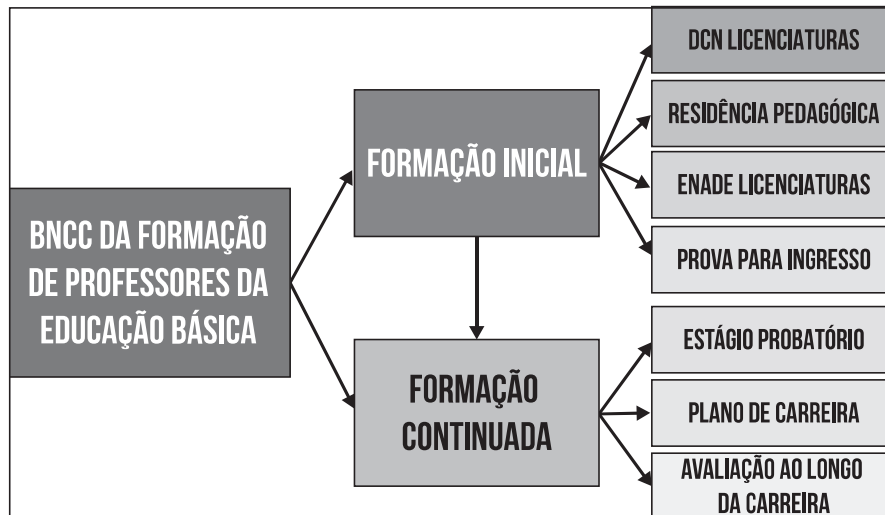 BNCC DA FORMAÇÃO
DE PROFESSORES DA
EDUCAÇÃO BÁSICA
FORMAÇÃO INICIAL
DCN LICENCIATURAS
RESIDÊNCIA PEDAGÓGICA
ENADE LICENCIATURAS
PROVA PARA INGRESSO
FORMAÇÃO
CONTINUADA
ESTÁGIO PROBATÓRIO
PLANO DE CARREIRA
AVALIAÇÃO AO LONGO
DA CARREIRA